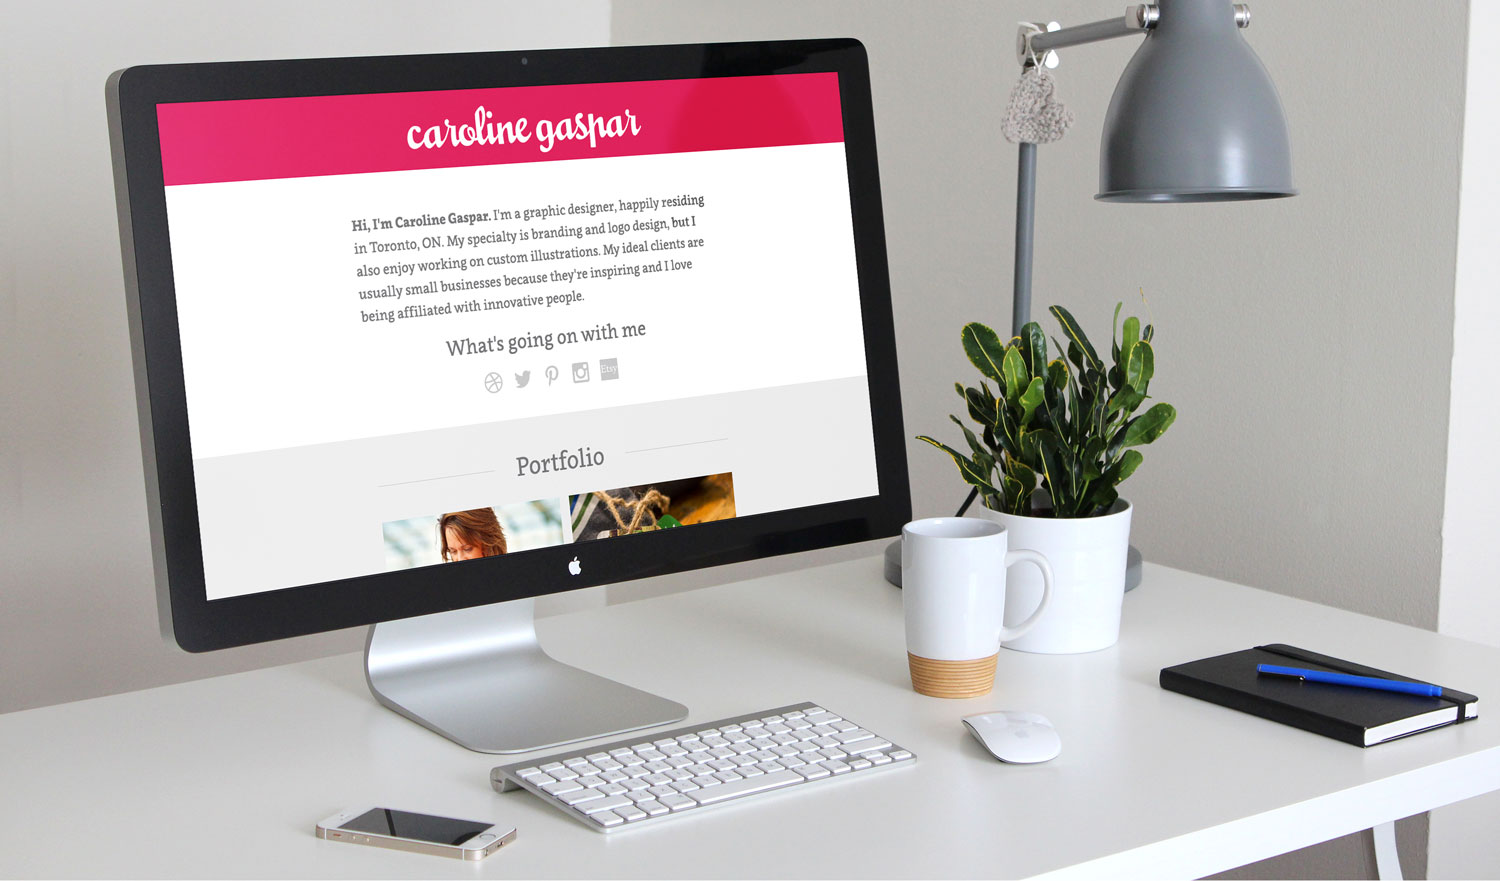 caroline gaspar
Hi, I'm Caroline Gaspar. I'm a graphic designer, happily residing
in Toronto, ON. My specialty is branding and logo design, but I
also enjoy working on custom illustrations. My ideal clients are
usually small businesses because they're inspiring and I love
being affiliated with innovative people.
What's going on with me
Etsy
Portfolio